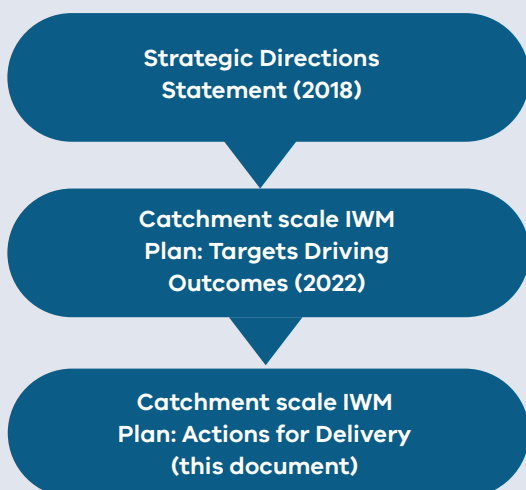 Strategic Directions
Statement (2018)
Catchment scale IWM
Plan: Targets Driving
Outcomes (2022)
Catchment scale IWM
Plan: Actions for Delivery
(this document)